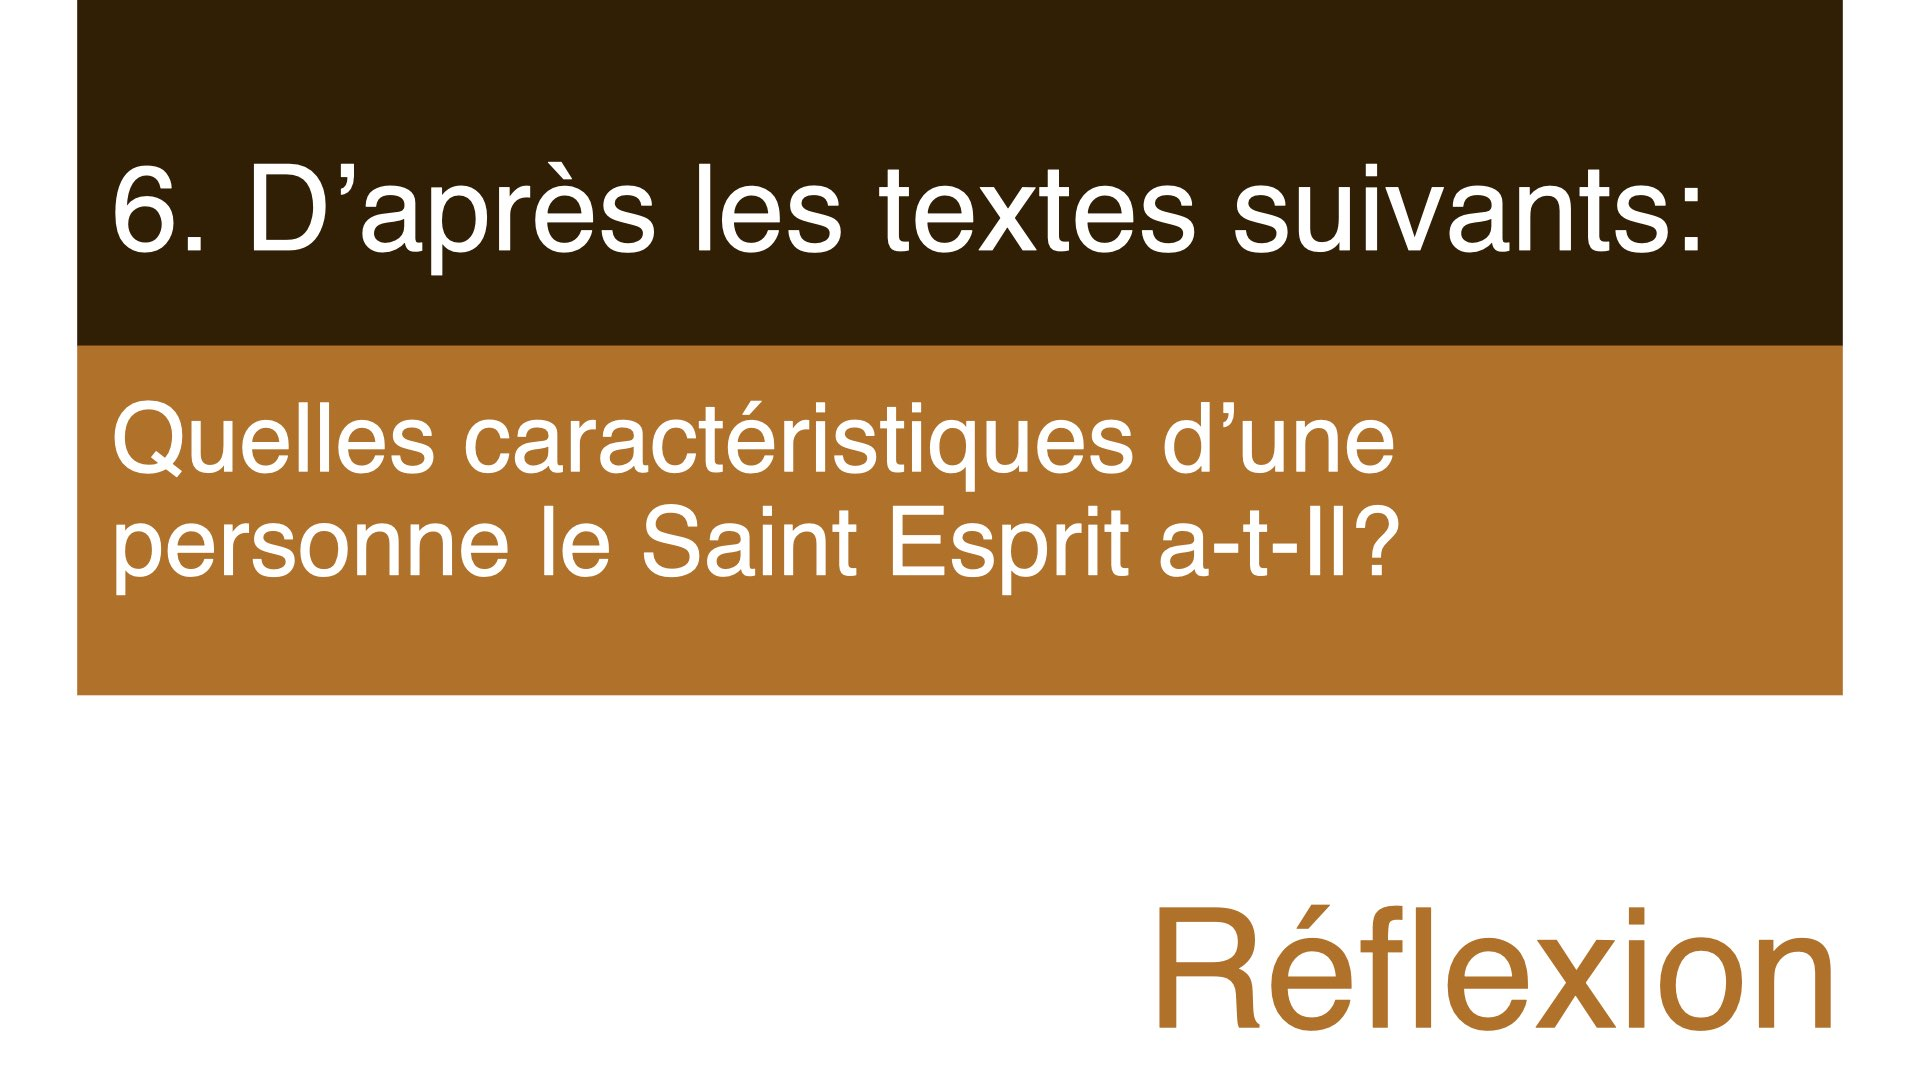 6. D’après les textes suivants:
Quelles caractéristiques d’une
personne le Saint Esprit a-t-Il?
Réflexion